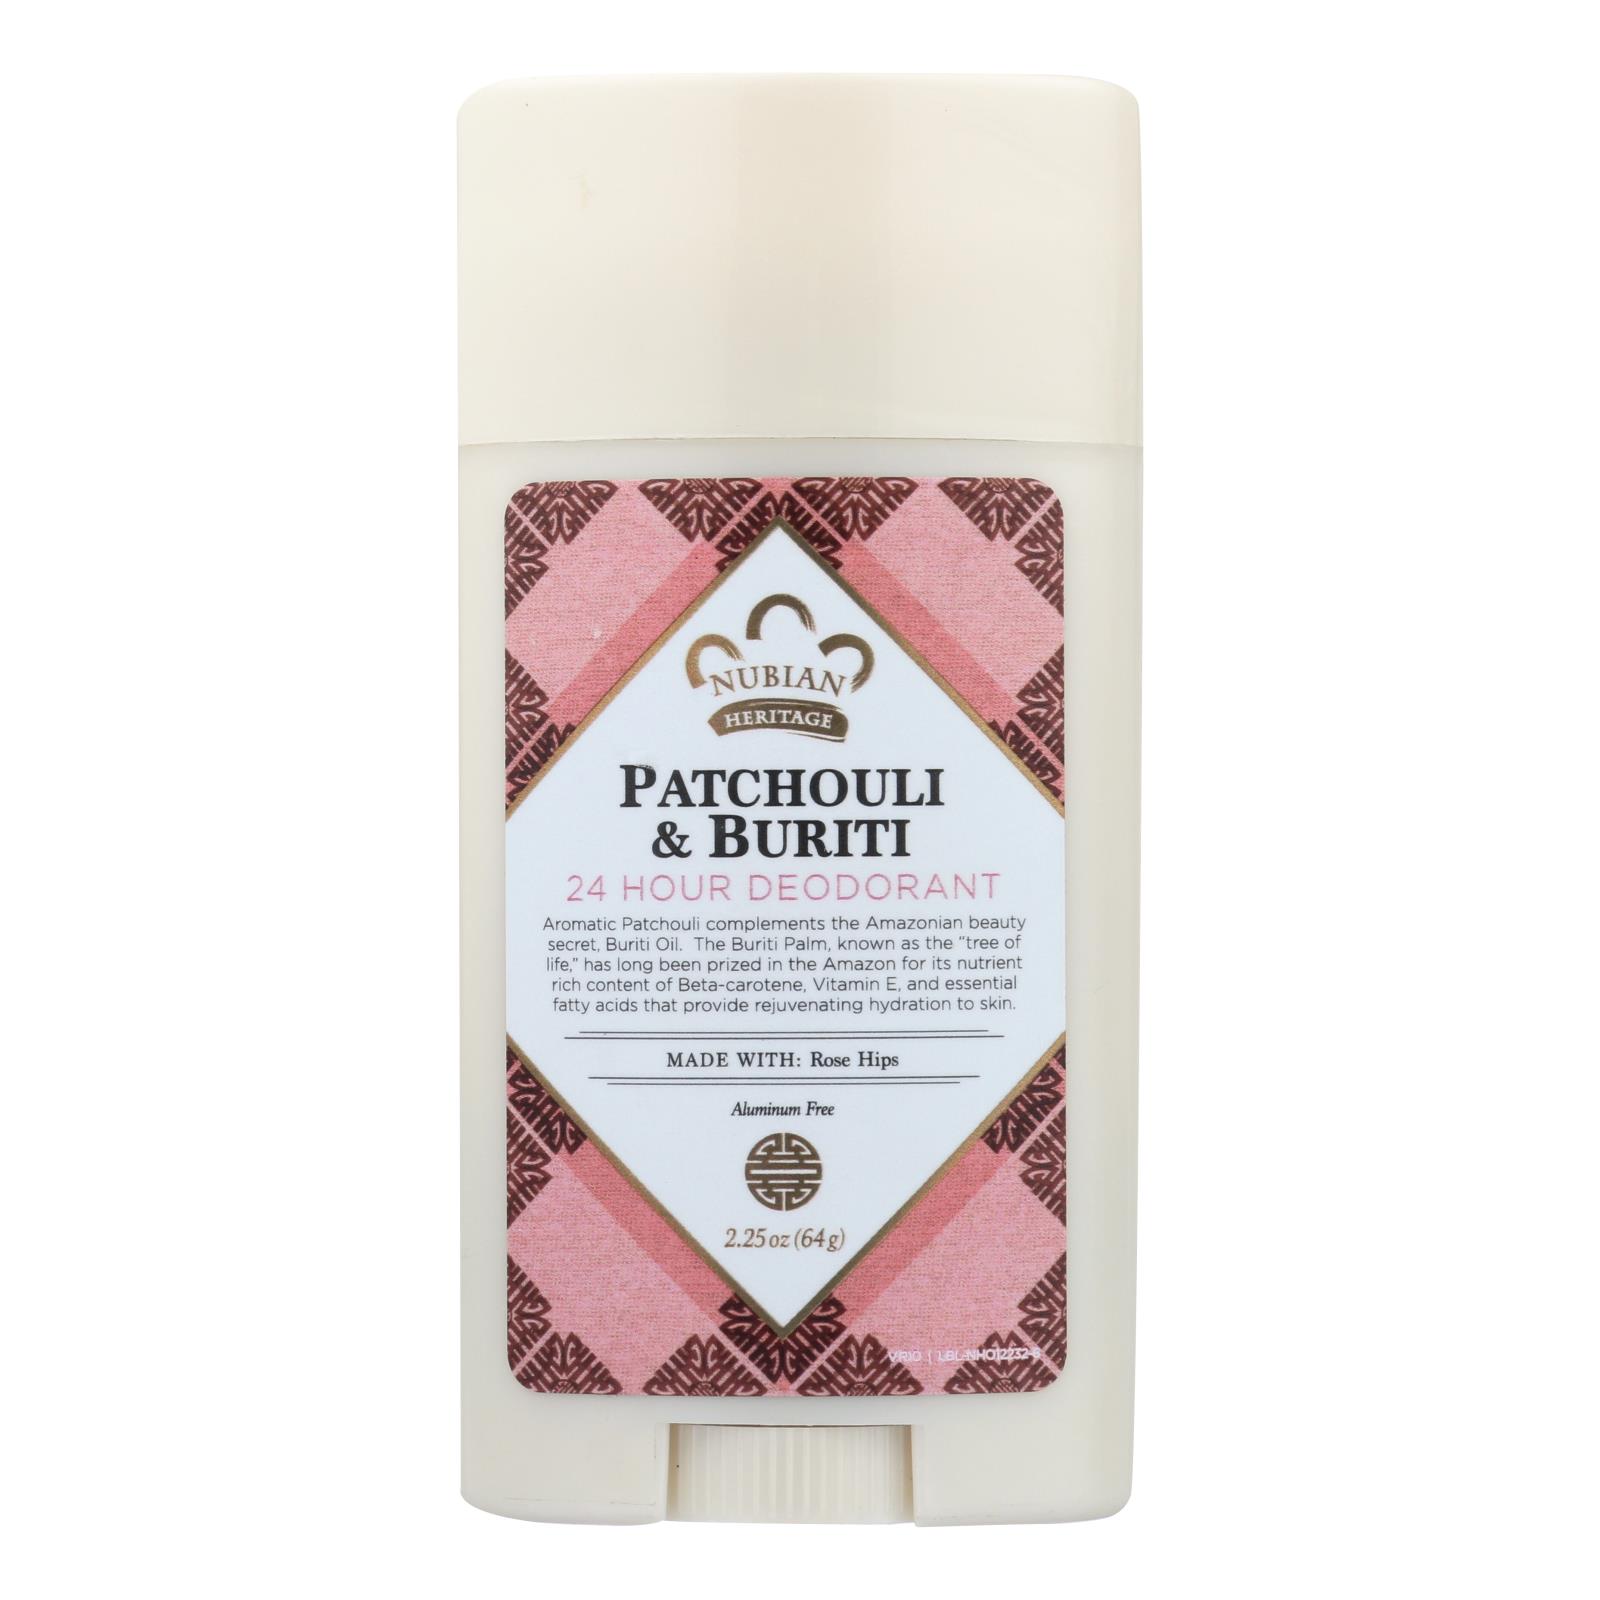 NUBIAN
HERITAGE
PATCHOULI
& BURITI
24 HOUR DEODORANT
Aromatic Patchouli complements the Amazonian beauty
secret, Buriti Oil. The Buriti Palm, known as the "tree of
life," has long been prized in the Amazon for its nutrient
rich content of Beta-carotene, Vitamin E, and essential
fatty acids that provide rejuvenating hydration to skin.
MADE WITH: Rose Hips
Aluminum Free
2.25 oz (64 g)
VR10 | LBL-NH012232-B